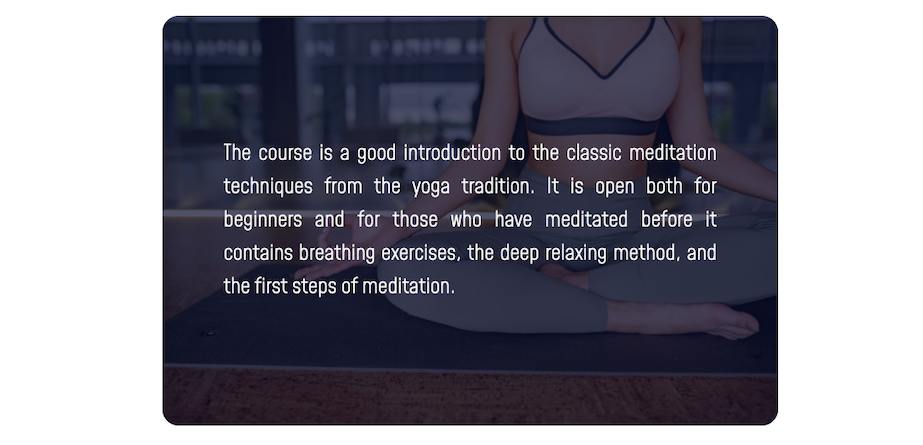 The course is a good introduction to the classic meditation
techniques from the yoga tradition. It is open both for
beginners and for those who have meditated before it
contains breathing exercises, the deep relaxing method, and
the first steps of meditation.